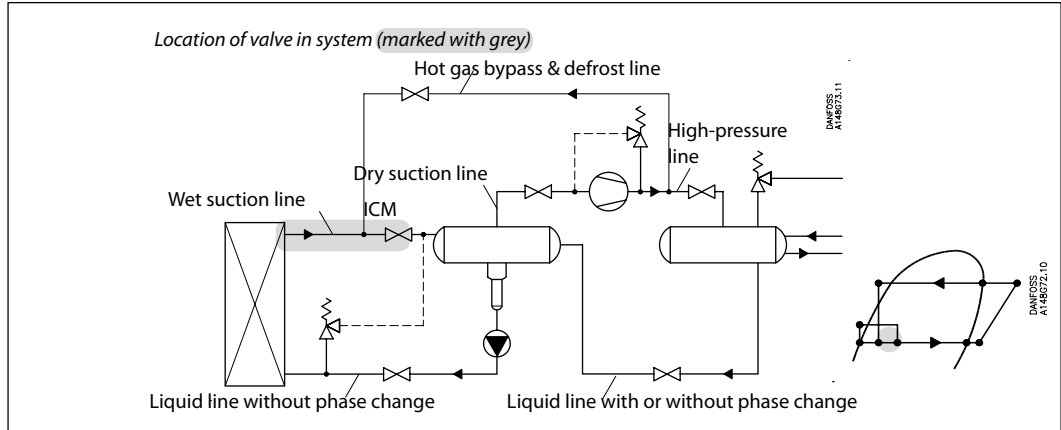 Location of valve in system (marked with grey)
Hot gas bypass & defrost line
DANFOSS
A14BG73.11
High-pressure
line
Dry suction line
Wet suction line
ICM
DANFOSS
A14BG72.10
Liquid line without phase change
Liquid line with or without phase change